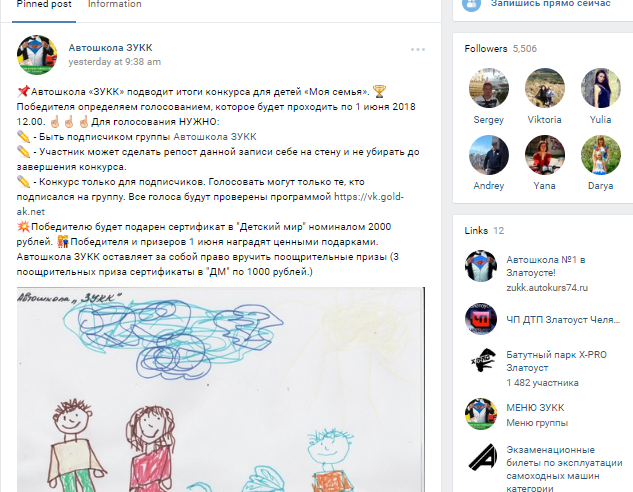 Pinned post Information
Автошкола ЗУКК
yesterday at 9:38 am
📌Автошкола «ЗУКК» подводит итоги конкурса для детей «Моя семья». 🏆
Победителя определяем голосованием, которое будет проходить по 1 июня 2018
12.00. ☝☝☝Для голосования НУЖНО:
✏ - Быть подписчиком группы Автошкола ЗУКК
✏ - Участник может сделать репост данной записи себе на стену и не убирать до
завершения конкурса.
✏ - Конкурс только для подписчиков. Голосовать могут только те, кто
подписался на группу. Все голоса будут проверены программой https://vk.gold-
ak.net
💥Победителю будет подарен сертификат в "Детский мир" номиналом 2000
рублей. 👫Победителя и призеров 1 июня наградят ценными подарками.
Автошкола ЗУКК оставляет за собой право вручить поощрительные призы (3
поощрительных приза сертификаты в "ДМ" по 1000 рублей.)
Автошкола „ЗУКК"
Запишись прямо сейчас
Followers 5,506
Sergey Viktoria Yulia
Andrey Yana Darya
Links 12
Автошкола №1 в
Златоусте!
zukk.autokurs74.ru
ЧП ДТП Златоуст Челя...
Батутный парк X-PRO
Златоуст
1 482 участника
МЕНЮ ЗУКК
Меню группы
Экзаменационные
билеты по эксплуатации
самоходных машин
категории